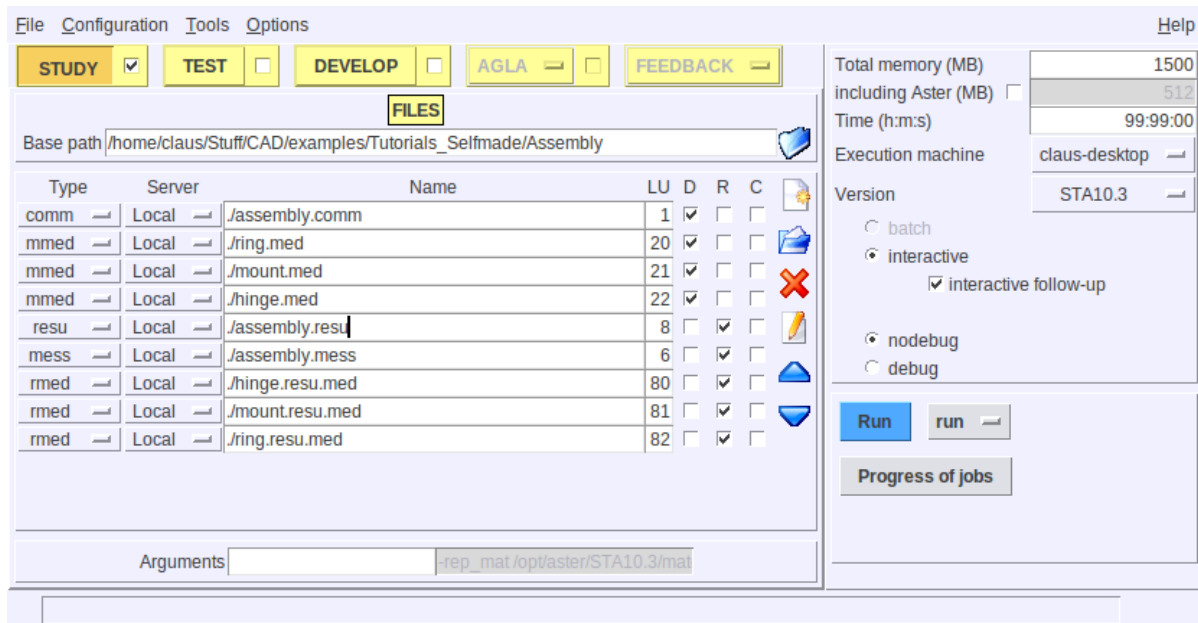 File Configuration Tools Options Help
STUDY TEST DEVELOP AGLA FEEDBACK
FILES
Base path /home/claus/Stuff/CAD/examples/Tutorials_Selfmade/Assembly
Type Server Name LU D R C
comm Local ./assembly.comm 1
mmed Local ./ring.med 20
mmed Local ./mount.med 21
mmed Local ./hinge.med 22
resu Local ./assembly.resu 8
mess Local ./assembly.mess 6
rmed Local ./hinge.resu.med 80
rmed Local ./mount.resu.med 81
rmed Local ./ring.resu.med 82
Arguments -rep_mat /opt/aster/STA10.3/mat
Total memory (MB) 1500
including Aster (MB) 512
Time (h:m:s) 99:99:00
Execution machine claus-desktop
Version STA10.3
batch
interactive
interactive follow-up
nodebug
debug
Run run
Progress of jobs